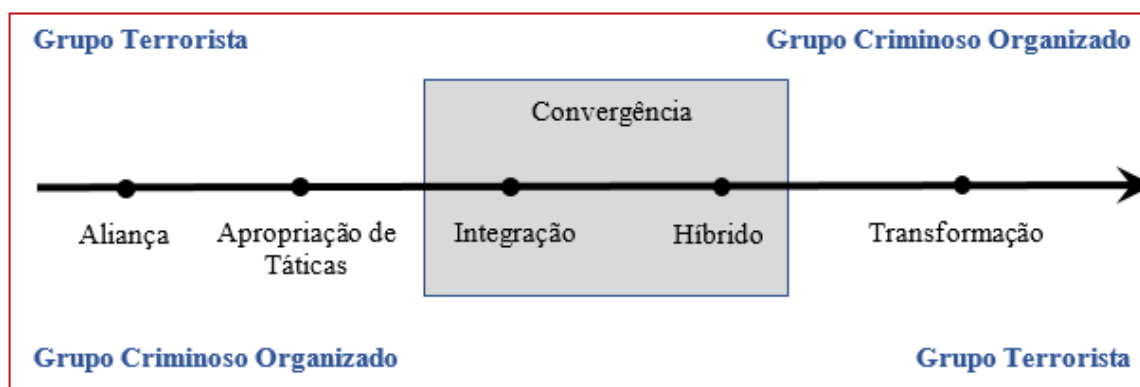 Grupo Terrorista
Grupo Criminoso Organizado
Convergência
Aliança
Apropriação de
Táticas
Integração
Híbrido
Transformação
Grupo Criminoso Organizado
Grupo Terrorista